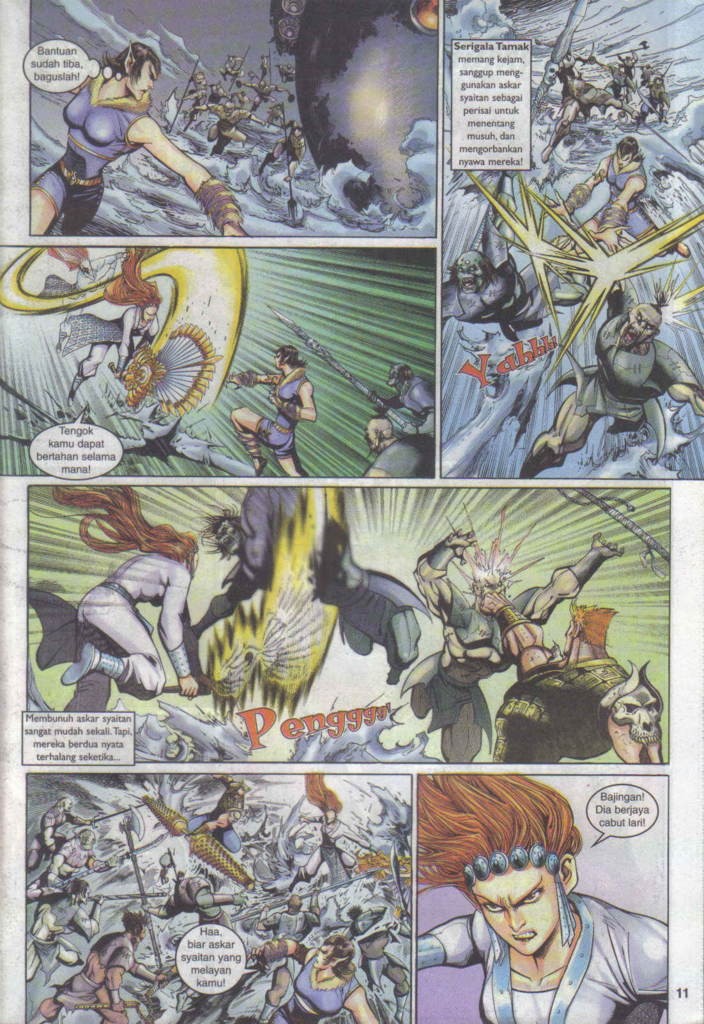 Bantuan
sudah tiba,
baguslah!
Serigala Tamak
memang kejam,
sanggup meng-
gunakan askar
syaitan sebagai
perisai untuk
menentang
musuh, dan
mengorbankan
nyawa mereka!
Yahhh!
Tengok
kamu dapat
bertahan selama
mana!
Pengggg!
Membunuh askar syaitan
sangat mudah sekali. Tapi,
mereka berdua nyata
terhalang seketika...
Haa,
biar askar
syaitan yang
melayan
kamu!
Bajingan!
Dia berjaya
cabut lari!
11